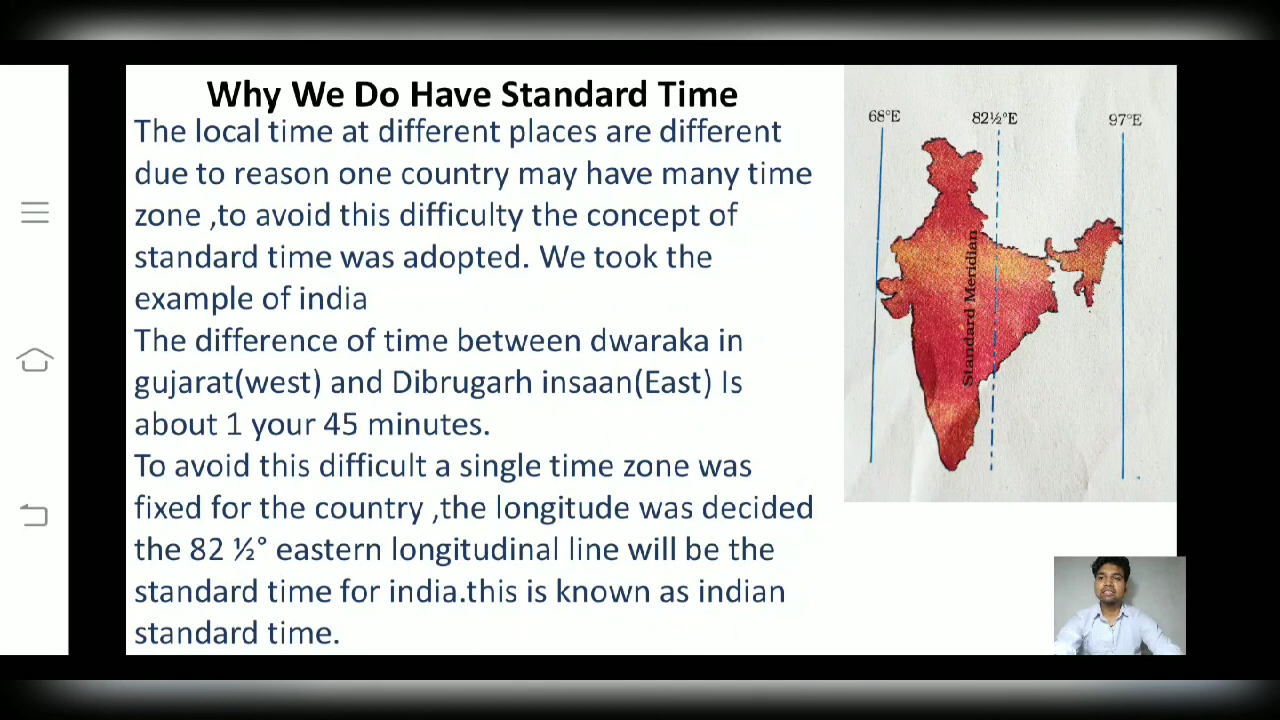 Why We Do Have Standard Time
The local time at different places are different
due to reason one country may have many time
zone ,to avoid this difficulty the concept of
standard time was adopted. We took the
example of india
The difference of time between dwaraka in
gujarat(west) and Dibrugarh insaan(East) Is
about 1 your 45 minutes.
To avoid this difficult a single time zone was
fixed for the country ,the longitude was decided
the 82 ½° eastern longitudinal line will be the
standard time for india.this is known as indian
standard time.
68°E
82½°E
97°E
Standard Meridian